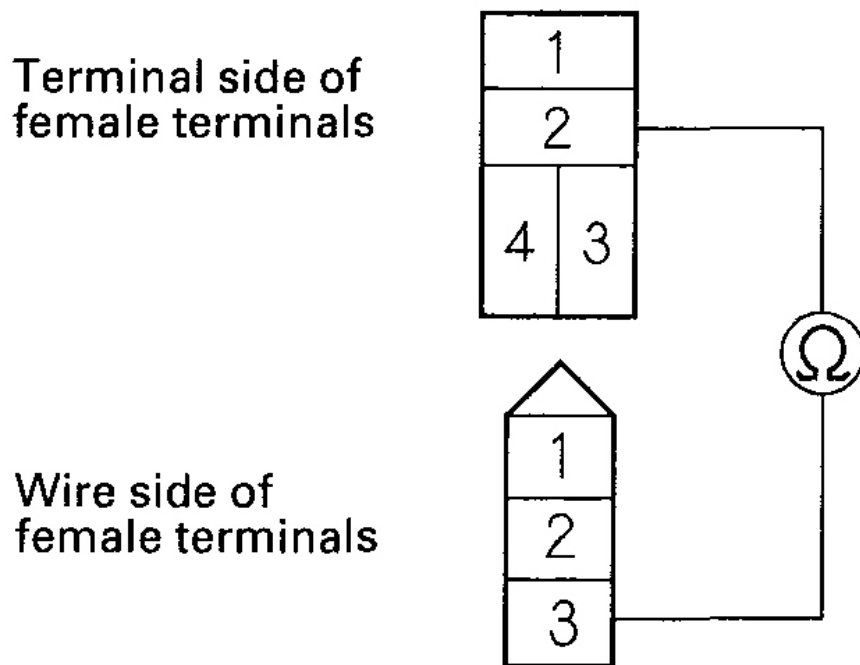 Terminal side of
female terminals
1
2
4 3
Ω
Wire side of
female terminals
1
2
3